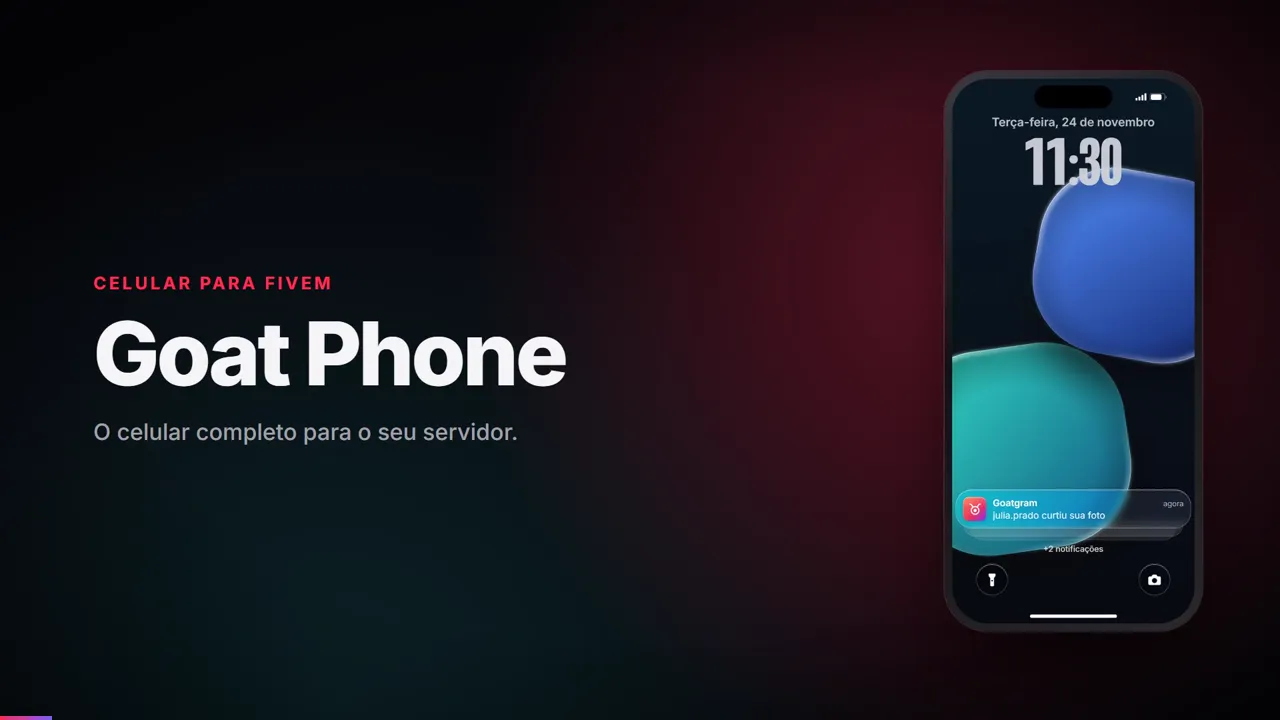 CELULAR PARA FIVEM
Goat Phone
O celular completo para o seu servidor.
Terça-feira, 24 de novembro
11:30
Goatgram
agora
julia.prado curtiu sua foto
+2 notificações